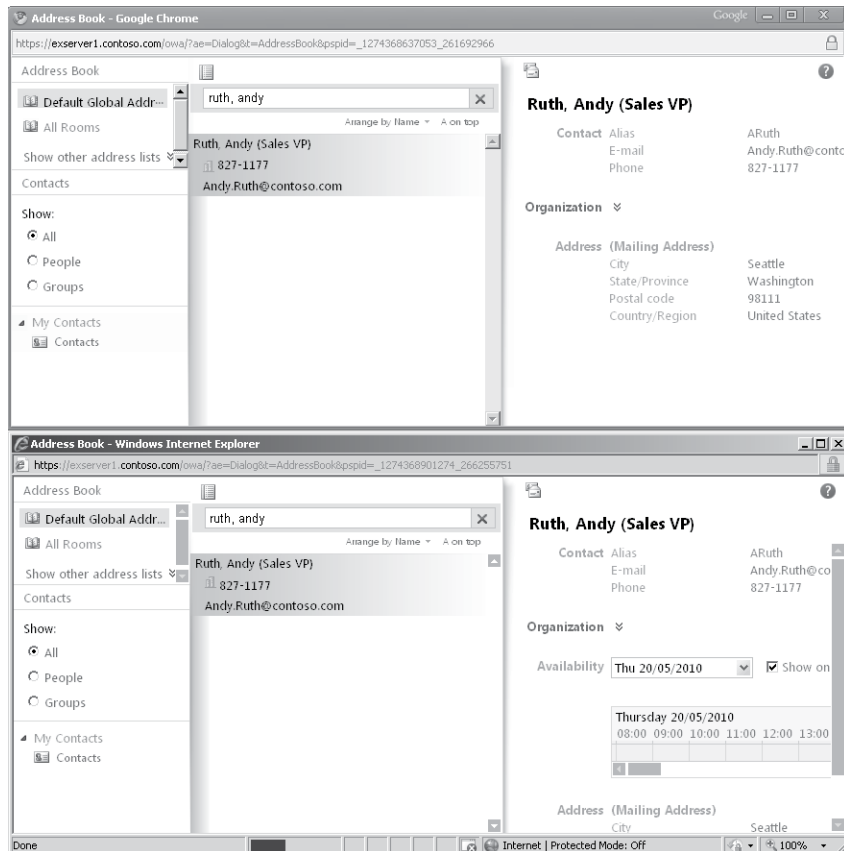 Address Book - Google Chrome
Google
https://exserver1.contoso.com/owa/?ae=Dialog&t=AddressBook&pspid=_1274368637053_261692966
Address Book
Default Global Addr...
All Rooms
Show other address lists
Contacts
Show:
All
People
Groups
My Contacts
Contacts
ruth, andy
Arrange by Name A on top
Ruth, Andy (Sales VP)
827-1177
Andy.Ruth@contoso.com
Ruth, Andy (Sales VP)
Contact Alias ARuth
E-mail Andy.Ruth@conto
Phone 827-1177
Organization
Address (Mailing Address)
City Seattle
State/Province Washington
Postal code 98111
Country/Region United States
Address Book - Windows Internet Explorer
https://exserver1.contoso.com/owa/?ae=Dialog&t=AddressBook&pspid=_1274368901274_266255751
Address Book
Default Global Addr...
All Rooms
Show other address lists
Contacts
Show:
All
People
Groups
My Contacts
Contacts
ruth, andy
Arrange by Name A on top
Ruth, Andy (Sales VP)
827-1177
Andy.Ruth@contoso.com
Ruth, Andy (Sales VP)
Contact Alias ARuth
E-mail Andy.Ruth@co
Phone 827-1177
Organization
Availability Thu 20/05/2010 Show on
Thursday 20/05/2010
08:00 09:00 10:00 11:00 12:00 13:00
Address (Mailing Address)
City Seattle
Done
Internet | Protected Mode: Off
100%